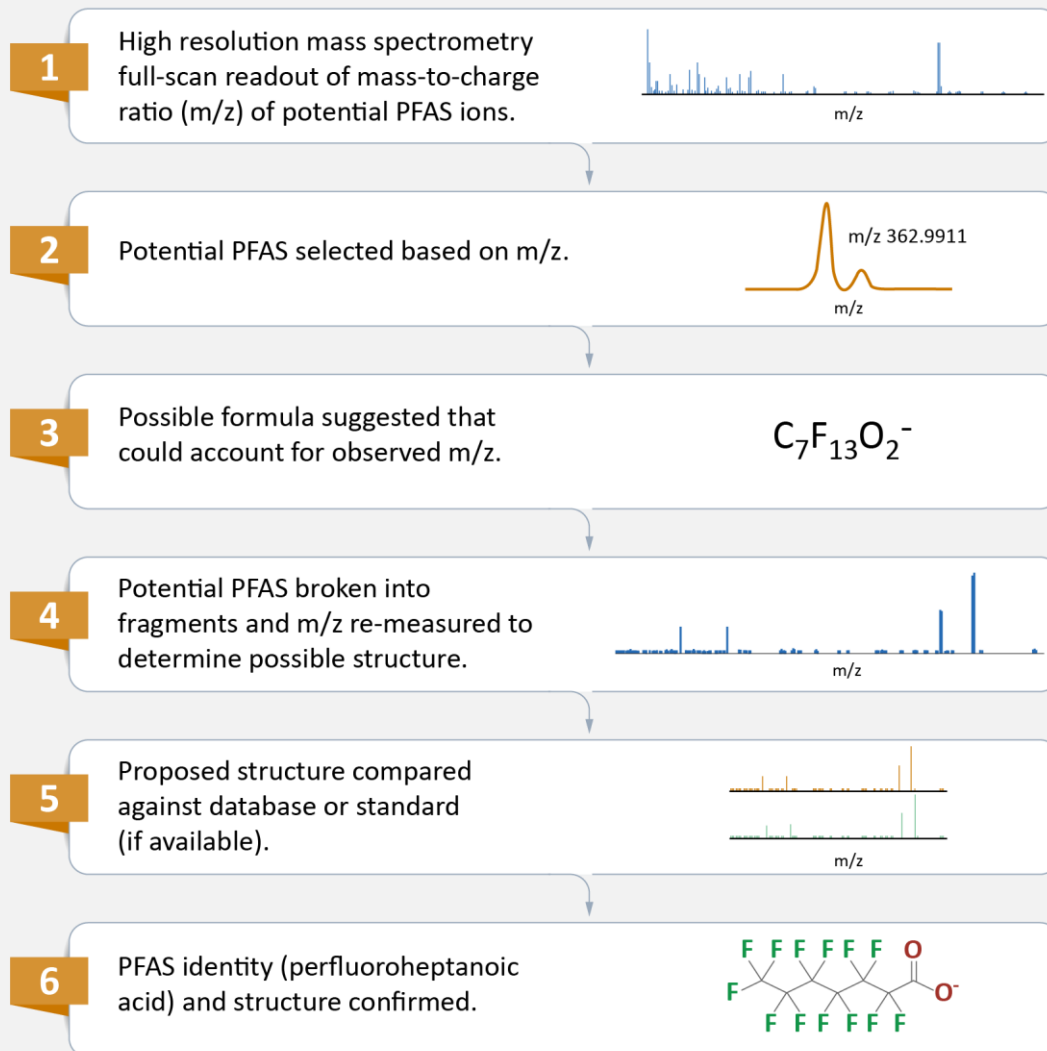 1
High resolution mass spectrometry
full-scan readout of mass-to-charge
ratio (m/z) of potential PFAS ions.
m/z
2
Potential PFAS selected based on m/z.
m/z 362.9911
m/z
3
Possible formula suggested that
could account for observed m/z.
C₇F₁₃O₂⁻
4
Potential PFAS broken into
fragments and m/z re-measured to
determine possible structure.
m/z
5
Proposed structure compared
against database or standard
(if available).
m/z
6
PFAS identity (perfluoroheptanoic
acid) and structure confirmed.
F F F F F F O
F O⁻
F F F F F F